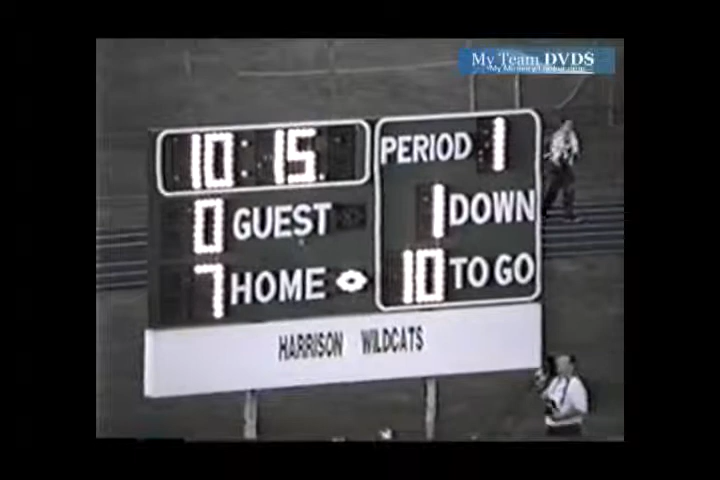 My Team DVDS
10:15
PERIOD 1
0 GUEST
1 DOWN
7 HOME
10 TO GO
HARRISON WILDCATS